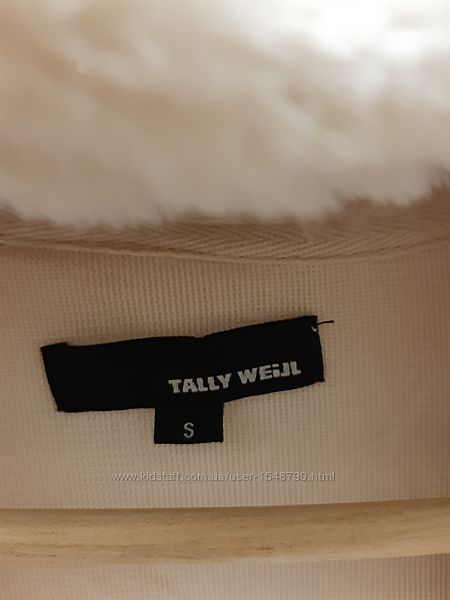 TALLY WEiJL
S
www.kidstaff.com.ua/user-1548790.html